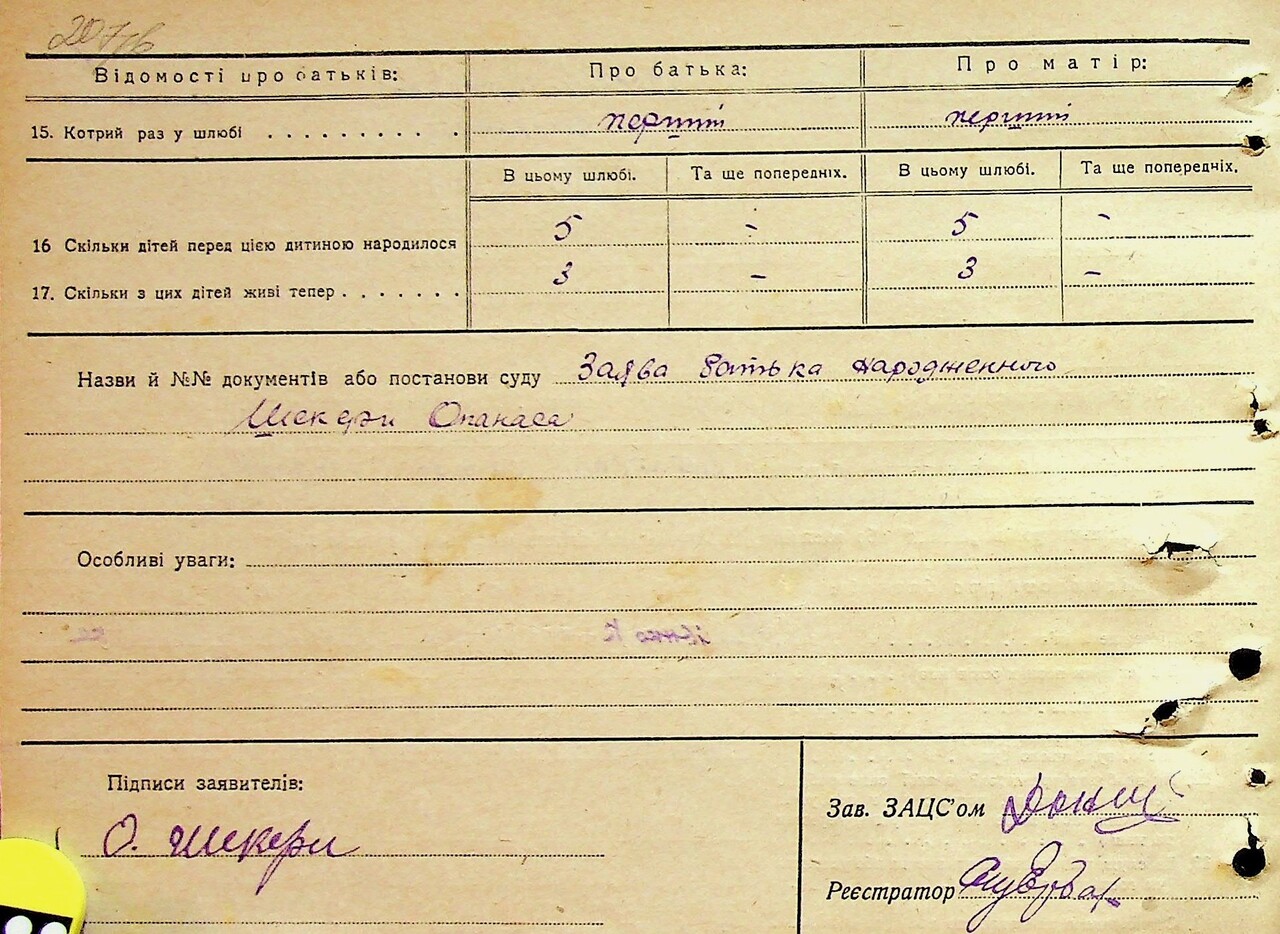 Відомості про батьків: Про батька: Про матір:
15. Котрий раз у шлюбі . . . . . . . . . . перший перший
В цьому шлюбі. Та ще попередніх. В цьому шлюбі. Та ще попередніх.
16 Скільки дітей перед цією дитиною народилося 5 - 5 -
17. Скільки з цих дітей живі тепер . . . . . . . 3 - 3 -
Назви й №№ документів або постанови суду Заява батька народженного
Шекери Опанаса
Особливі уваги:
Підписи заявителів:
О. Шекери
Зав. ЗАЦС'ом
Реєстратор